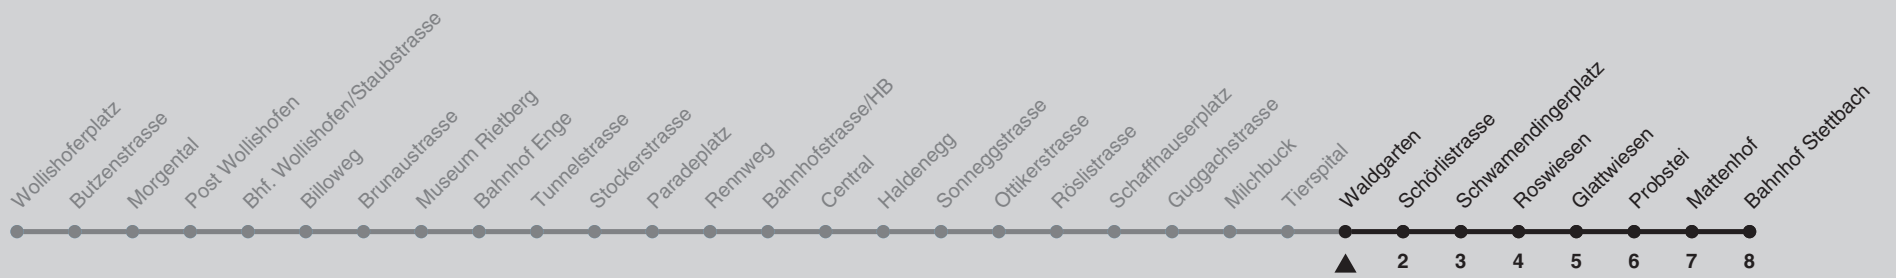 Wollishoferplatz
Butzenstrasse
Morgental
Post Wollishofen
Bhf. Wollishofen/Staubstrasse
Billoweg
Brunaustrasse
Museum Rietberg
Bahnhof Enge
Tunnelstrasse
Stockerstrasse
Paradeplatz
Rennweg
Bahnhofstrasse/HB
Central
Haldenegg
Sonneggstrasse
Ottikerstrasse
Röslistrasse
Schaffhauserplatz
Guggachstrasse
Milchbuck
Tierspital
Waldgarten
Schörlistrasse
Schwamendingerplatz
Roswiesen
Glattwiesen
Probstei
Mattenhof
Bahnhof Stettbach
2 3 4 5 6 7 8